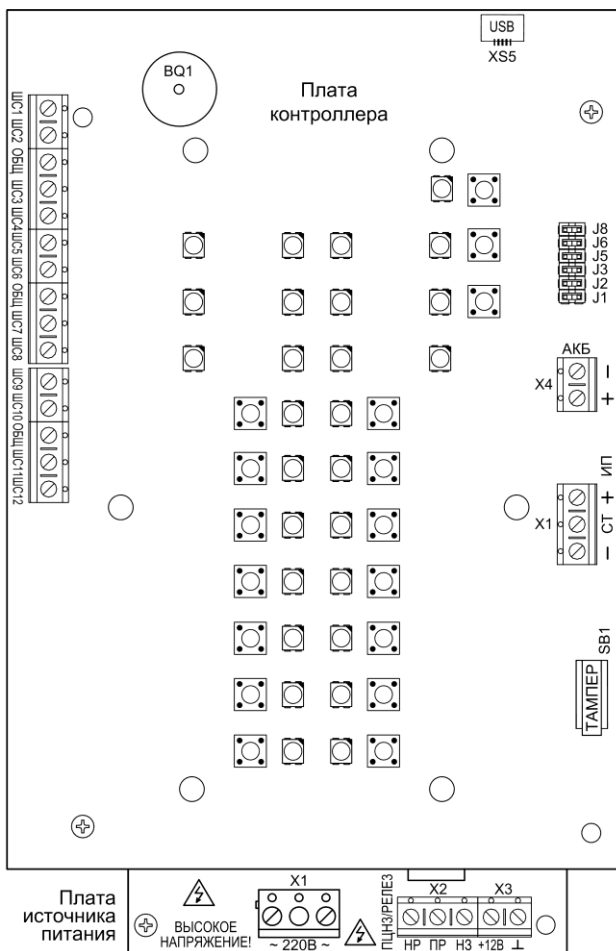 USB
XS5
BQ1
Плата
контроллера
ШС1 ШС2 ОБЩ ШС3 ШС4 ШС5 ШС6 ОБЩ ШС7 ШС8
ШС9 ШС10 ОБЩ ШС11 ШС12
J8
J6
J5
J3
J2
J1
АКБ
X4
−
+
ИП
X1
+
СТ
−
SB1
ТАМПЕР
Плата
источника
питания
ВЫСОКОЕ
НАПРЯЖЕНИЕ!
X1
~ 220В ~
ПЦН3/РЕЛЕ3
X2
X3
НР ПР НЗ +12В ⊥